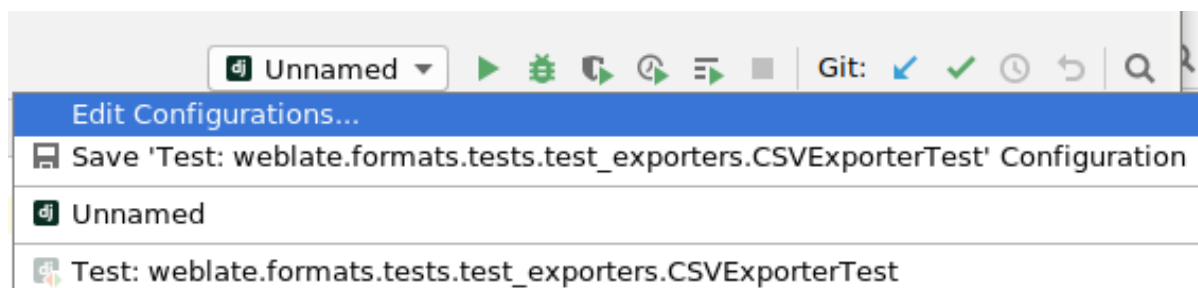 dj Unnamed Git:
Edit Configurations...
Save 'Test: weblate.formats.tests.test_exporters.CSVExporterTest' Configuration
dj Unnamed
dj Test: weblate.formats.tests.test_exporters.CSVExporterTest